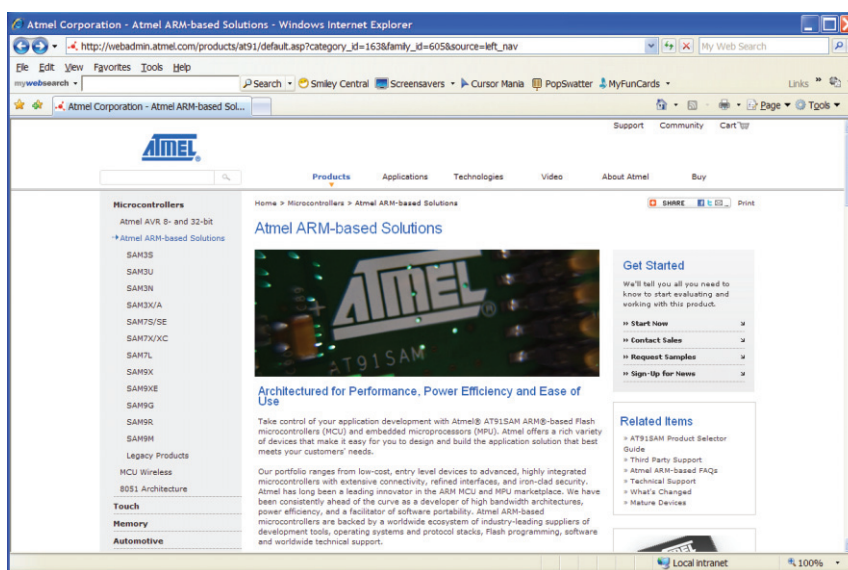 Atmel Corporation - Atmel ARM-based Solutions - Windows Internet Explorer
http://webadmin.atmel.com/products/at91/default.asp?category_id=163&family_id=605&source=left_nav
My Web Search
File Edit View Favorites Tools Help
mywebsearch Search Smiley Central Screensavers Cursor Mania PopSwatter MyFunCards Links
Atmel Corporation - Atmel ARM-based Sol... Page Tools
Support Community Cart
ATMEL®
Products Applications Technologies Video About Atmel Buy
Microcontrollers
Atmel AVR 8- and 32-bit
Atmel ARM-based Solutions
SAM3S
SAM3U
SAM3N
SAM3X/A
SAM7S/SE
SAM7X/XC
SAM7L
SAM9X
SAM9XE
SAM9G
SAM9R
SAM9M
Legacy Products
MCU Wireless
8051 Architecture
Touch
Memory
Automotive
Home > Microcontrollers > Atmel ARM-based Solutions
SHARE Print
Atmel ARM-based Solutions
ATMEL®
AT91SAM
Architectured for Performance, Power Efficiency and Ease of
Use
Take control of your application development with Atmel® AT91SAM ARM®-based Flash
microcontrollers (MCU) and embedded microprocessors (MPU). Atmel offers a rich variety
of devices that make it easy for you to design and build the application solution that best
meets your customers' needs.
Our portfolio ranges from low-cost, entry level devices to advanced, highly integrated
microcontrollers with extensive connectivity, refined interfaces, and iron-clad security.
Atmel has long been a leading innovator in the ARM MCU and MPU marketplace. We have
been consistently ahead of the curve as a developer of high bandwidth architectures,
power efficiency, and a facilitator of software portability. Atmel ARM-based
microcontrollers are backed by a worldwide ecosystem of industry-leading suppliers of
development tools, operating systems and protocol stacks, Flash programming, software
and worldwide technical support.
Get Started
We'll tell you all you need to
know to start evaluating and
working with this product.
» Start Now
» Contact Sales
» Request Samples
» Sign-Up for News
Related Items
» AT91SAM Product Selector
Guide
» Third Party Support
» Atmel ARM-based FAQs
» Technical Support
» What's Changed
» Mature Devices
Local intranet 100%